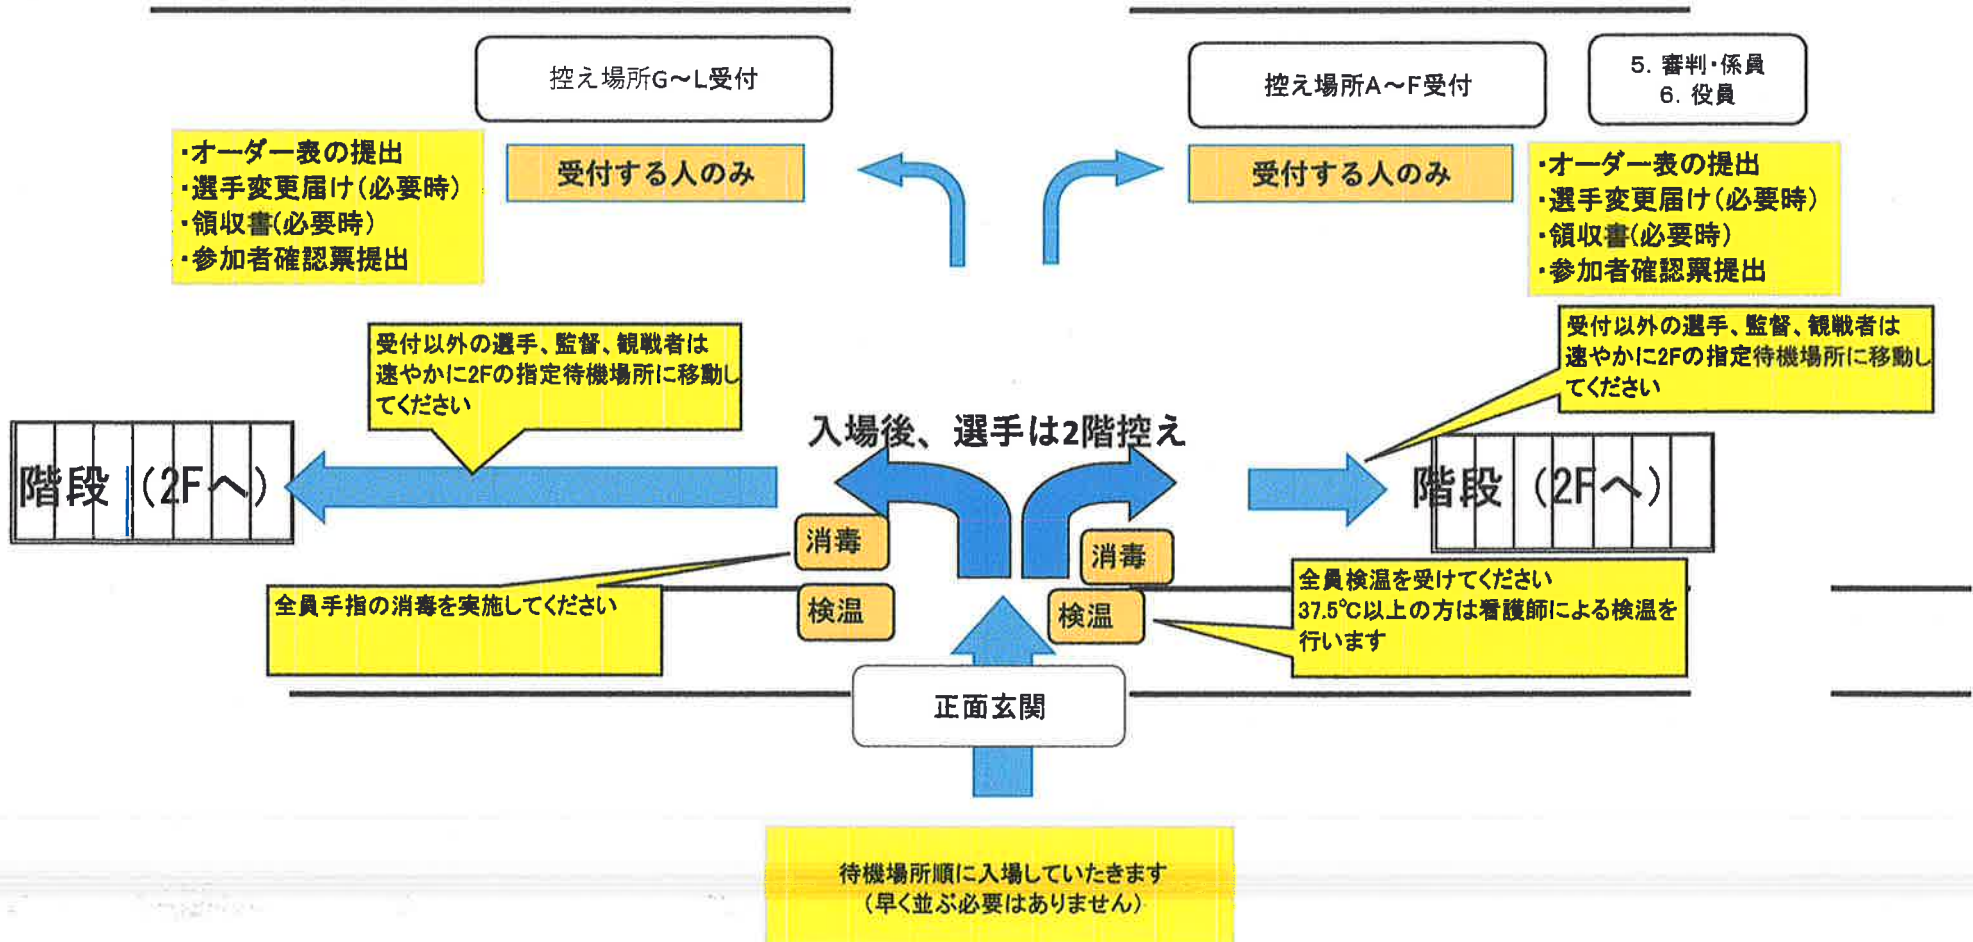 控え場所G～L受付
控え場所A～F受付
5. 審判・係員
6. 役員
・オーダー表の提出
・選手変更届け(必要時)
・領収書(必要時)
・参加者確認票提出
受付する人のみ
受付する人のみ
・オーダー表の提出
・選手変更届け(必要時)
・領収書(必要時)
・参加者確認票提出
受付以外の選手、監督、観戦者は
速やかに2Fの指定待機場所に移動し
てください
受付以外の選手、監督、観戦者は
速やかに2Fの指定待機場所に移動し
てください
入場後、選手は2階控え
階段 (2Fへ)
階段 (2Fへ)
消毒
消毒
全員手指の消毒を実施してください
検温
検温
全員検温を受けてください
37.5℃以上の方は看護師による検温を
行います
正面玄関
待機場所順に入場していたきます
(早く並ぶ必要はありません)